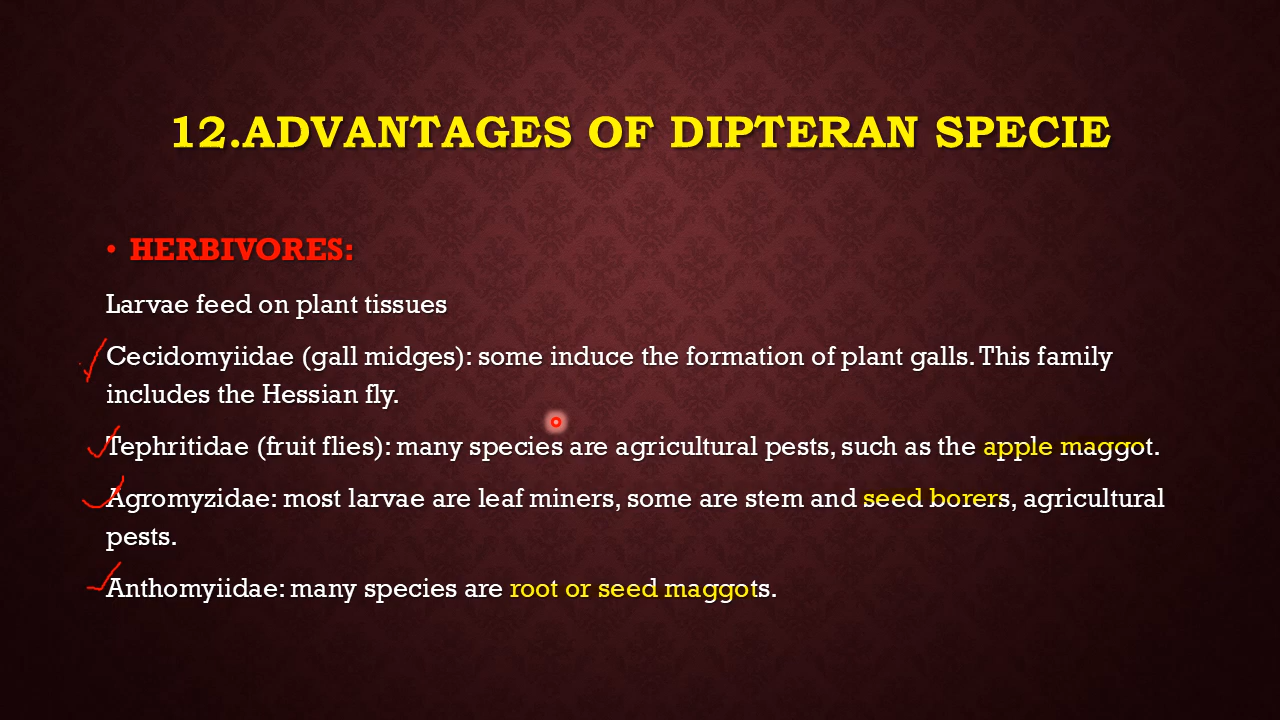 12.ADVANTAGES OF DIPTERAN SPECIE
• HERBIVORES:
Larvae feed on plant tissues
Cecidomyiidae (gall midges): some induce the formation of plant galls. This family
includes the Hessian fly.
Tephritidae (fruit flies): many species are agricultural pests, such as the apple maggot.
Agromyzidae: most larvae are leaf miners, some are stem and seed borers, agricultural
pests.
Anthomyiidae: many species are root or seed maggots.